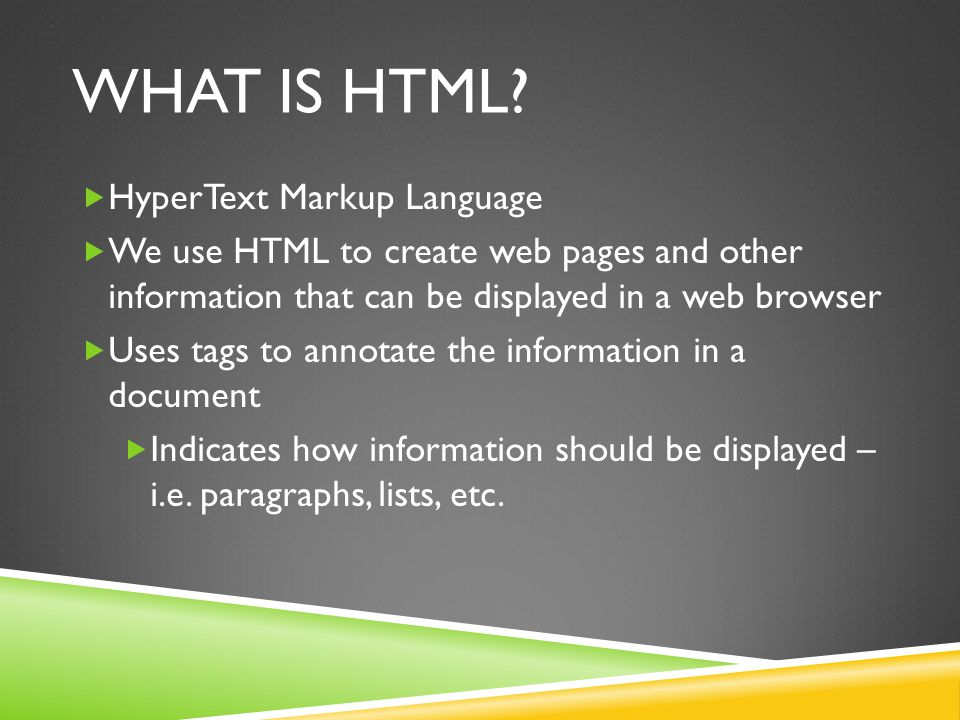 WHAT IS HTML?
HyperText Markup Language
We use HTML to create web pages and other
information that can be displayed in a web browser
Uses tags to annotate the information in a
document
Indicates how information should be displayed –
i.e. paragraphs, lists, etc.